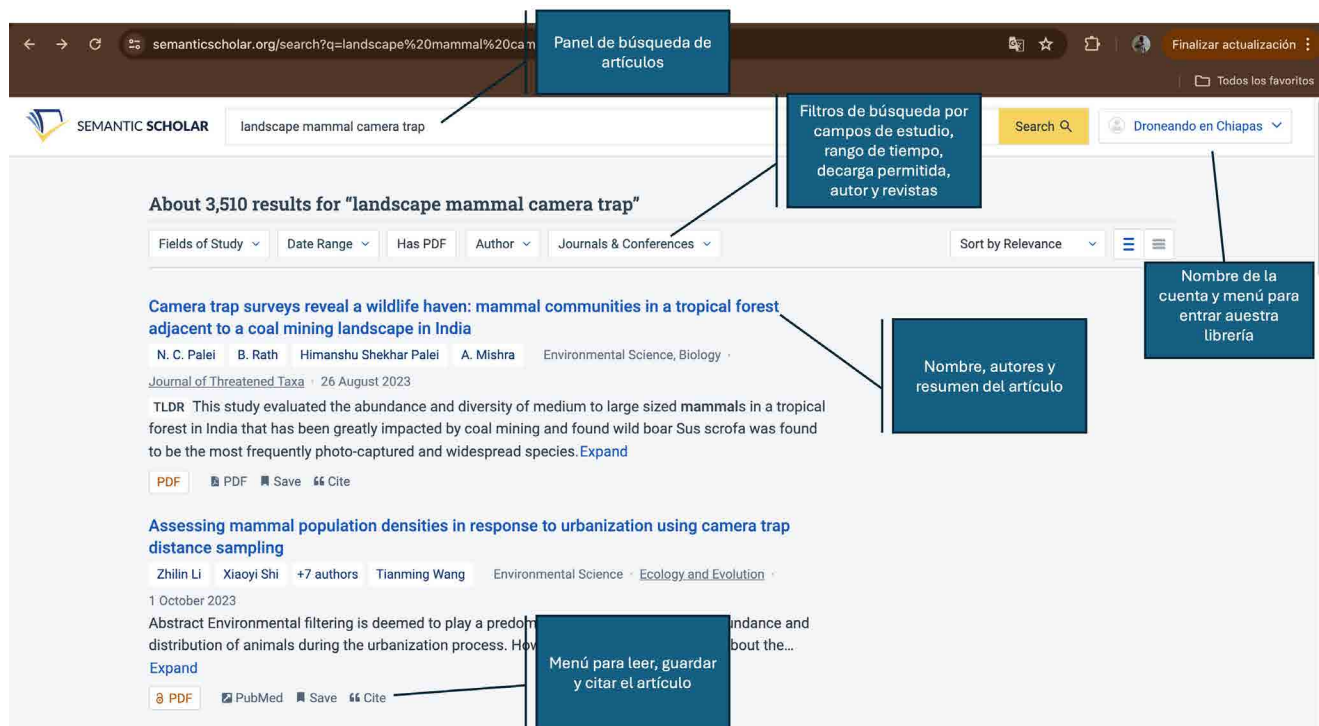 semanticscholar.org/search?q=landscape%20mammal%20cam
Panel de búsqueda de
artículos
Finalizar actualización
Todos los favoritos
SEMANTIC SCHOLAR
landscape mammal camera trap
Filtros de búsqueda por
campos de estudio,
rango de tiempo,
decarga permitida,
autor y revistas
Search
Droneando en Chiapas
About 3,510 results for “landscape mammal camera trap”
Fields of Study
Date Range
Has PDF
Author
Journals & Conferences
Sort by Relevance
Nombre de la
cuenta y menú para
entrar auestra
librería
Camera trap surveys reveal a wildlife haven: mammal communities in a tropical forest
adjacent to a coal mining landscape in India
N. C. Palei B. Rath Himanshu Shekhar Palei A. Mishra Environmental Science, Biology ·
Journal of Threatened Taxa · 26 August 2023
Nombre, autores y
resumen del artículo
TLDR This study evaluated the abundance and diversity of medium to large sized mammals in a tropical
forest in India that has been greatly impacted by coal mining and found wild boar Sus scrofa was found
to be the most frequently photo-captured and widespread species. Expand
PDF PDF Save Cite
Assessing mammal population densities in response to urbanization using camera trap
distance sampling
Zhilin Li Xiaoyi Shi +7 authors Tianming Wang Environmental Science · Ecology and Evolution ·
1 October 2023
Abstract Environmental filtering is deemed to play a predom
undance and
distribution of animals during the urbanization process. How
bout the...
Expand
Menú para leer, guardar
y citar el artículo
PDF PubMed Save Cite